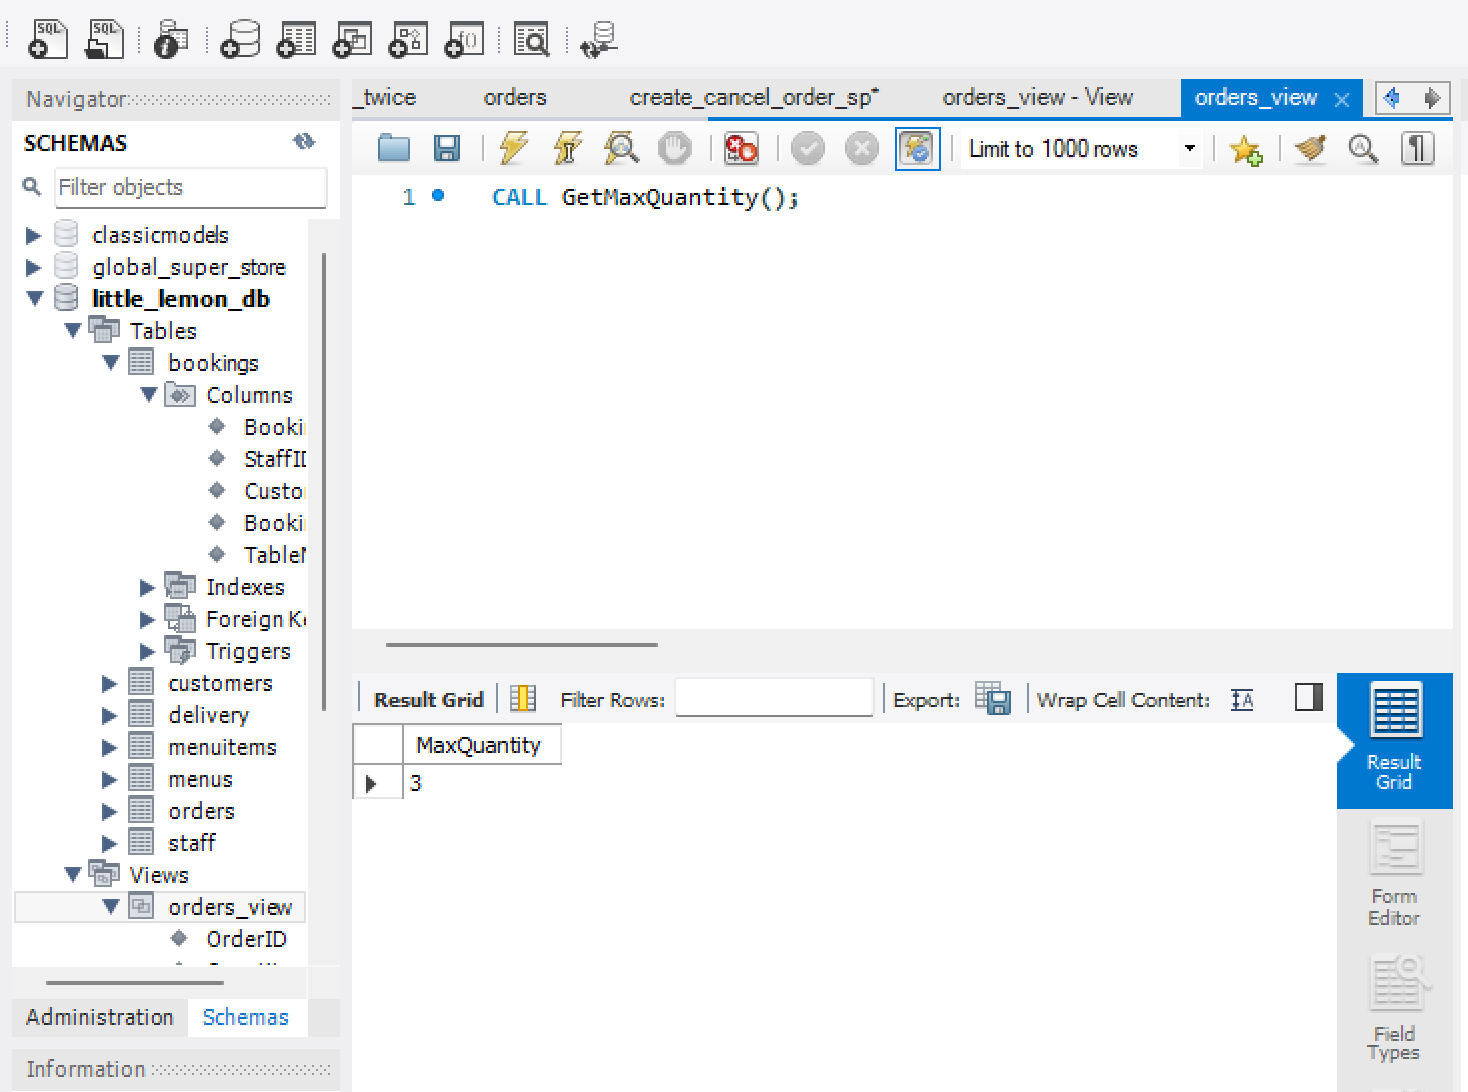 Navigator
SCHEMAS
Filter objects
classicmodels
global_super_store
little_lemon_db
Tables
bookings
Columns
Booki
StaffI
Custo
Booki
Table
Indexes
Foreign K
Triggers
customers
delivery
menuitems
menus
orders
staff
Views
orders_view
OrderID
Administration Schemas
Information
_twice orders create_cancel_order_sp* orders_view - View orders_view
Limit to 1000 rows
1 CALL GetMaxQuantity();
Result Grid Filter Rows: Export: Wrap Cell Content:
MaxQuantity
3
Result
Grid
Form
Editor
Field
Types